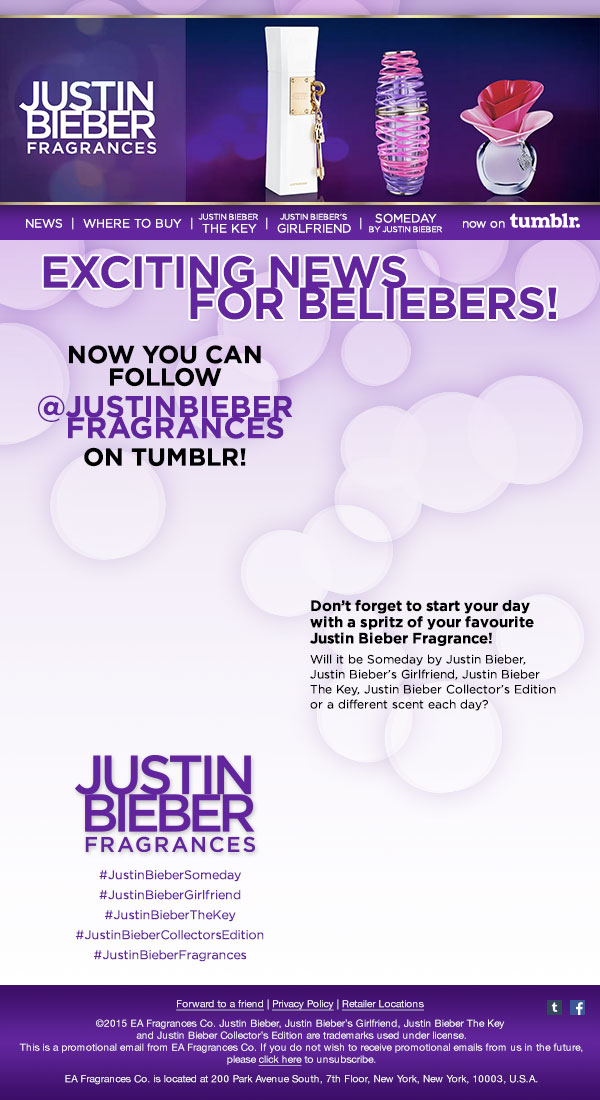 JUSTIN
BIEBER
FRAGRANCES
NEWS | WHERE TO BUY | JUSTIN BIEBER THE KEY | JUSTIN BIEBER'S GIRLFRIEND | SOMEDAY BY JUSTIN BIEBER now on tumblr.
EXCITING NEWS
FOR BELIEBERS!
NOW YOU CAN
FOLLOW
@JUSTINBIEBER
FRAGRANCES
ON TUMBLR!
Don't forget to start your day
with a spritz of your favourite
Justin Bieber Fragrance!
Will it be Someday by Justin Bieber,
Justin Bieber's Girlfriend, Justin Bieber
The Key, Justin Bieber Collector's Edition
or a different scent each day?
JUSTIN
BIEBER
FRAGRANCES
#JustinBieberSomeday
#JustinBieberGirlfriend
#JustinBieberTheKey
#JustinBieberCollectorsEdition
#JustinBieberFragrances
Forward to a friend | Privacy Policy | Retailer Locations
t f
©2015 EA Fragrances Co. Justin Bieber, Justin Bieber's Girlfriend, Justin Bieber The Key
and Justin Bieber Collector's Edition are trademarks used under license.
This is a promotional email from EA Fragrances Co. If you do not wish to receive promotional emails from us in the future,
please click here to unsubscribe.
EA Fragrances Co. is located at 200 Park Avenue South, 7th Floor, New York, New York, 10003, U.S.A.